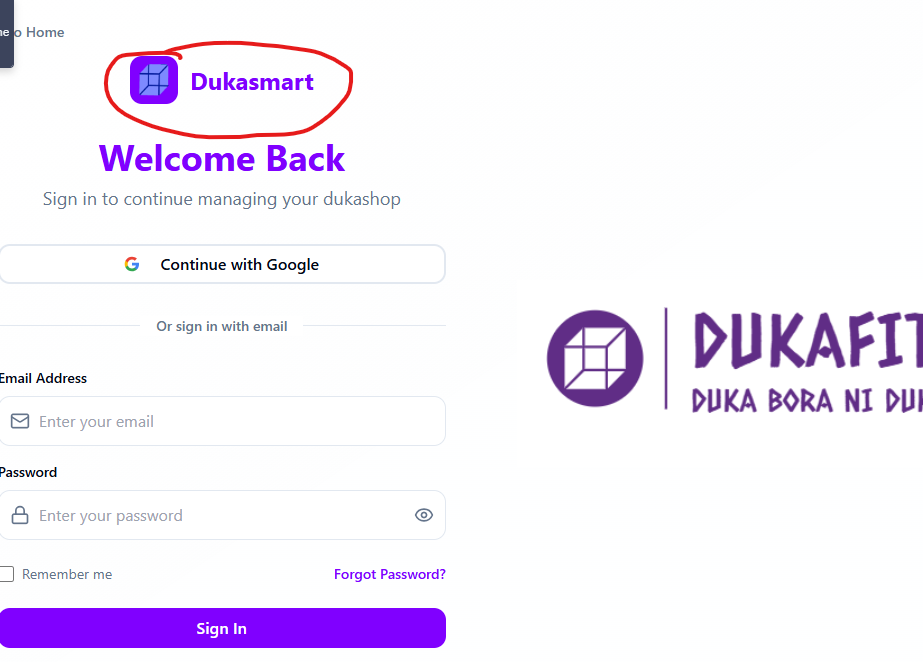 o Home
Dukasmart
Welcome Back
Sign in to continue managing your dukashop
Continue with Google
Or sign in with email
Email Address
Enter your email
Password
Enter your password
Remember me
Forgot Password?
Sign In
DUKAFIT
DUKA BORA NI